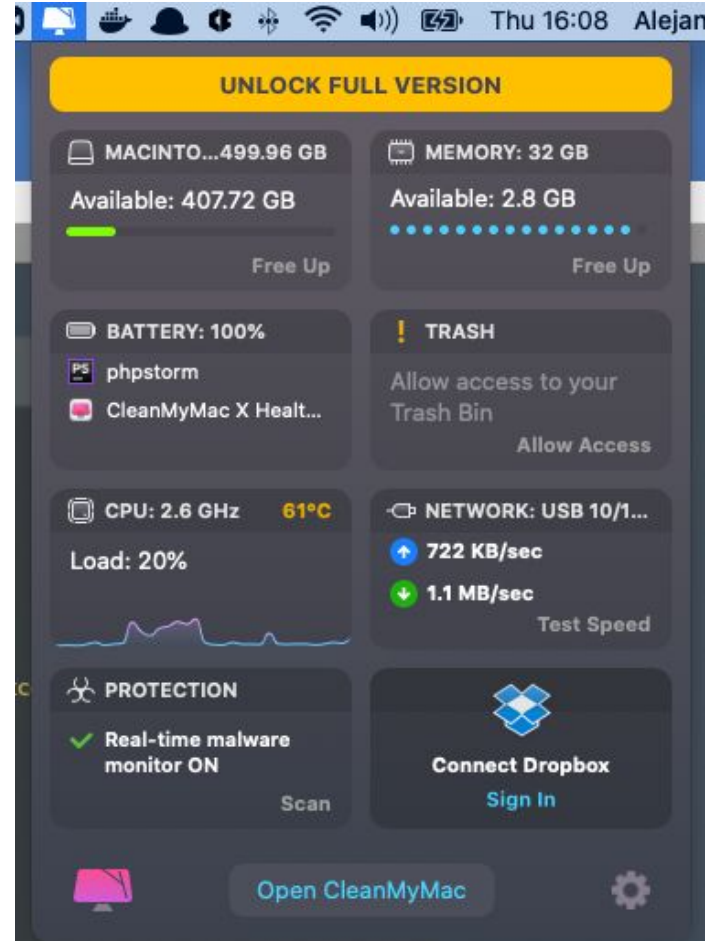 Thu 16:08 Alejan
UNLOCK FULL VERSION
MACINTO...499.96 GB
Available: 407.72 GB
Free Up
MEMORY: 32 GB
Available: 2.8 GB
Free Up
BATTERY: 100%
PS phpstorm
CleanMyMac X Healt...
! TRASH
Allow access to your
Trash Bin
Allow Access
CPU: 2.6 GHz 61°C
Load: 20%
NETWORK: USB 10/1...
722 KB/sec
1.1 MB/sec
Test Speed
PROTECTION
Real-time malware
monitor ON
Scan
Connect Dropbox
Sign In
Open CleanMyMac